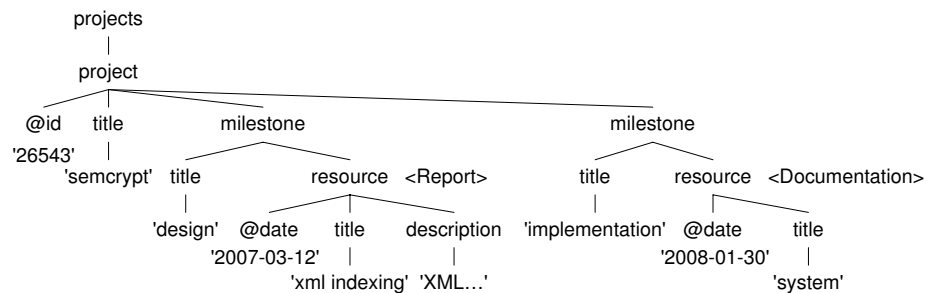 projects
project
@id title milestone milestone
'26543'
'semcrypt' title resource <Report> title resource <Documentation>
'design' @date title description 'implementation' @date title
'2007-03-12' '2008-01-30'
'xml indexing' 'XML…' 'system'